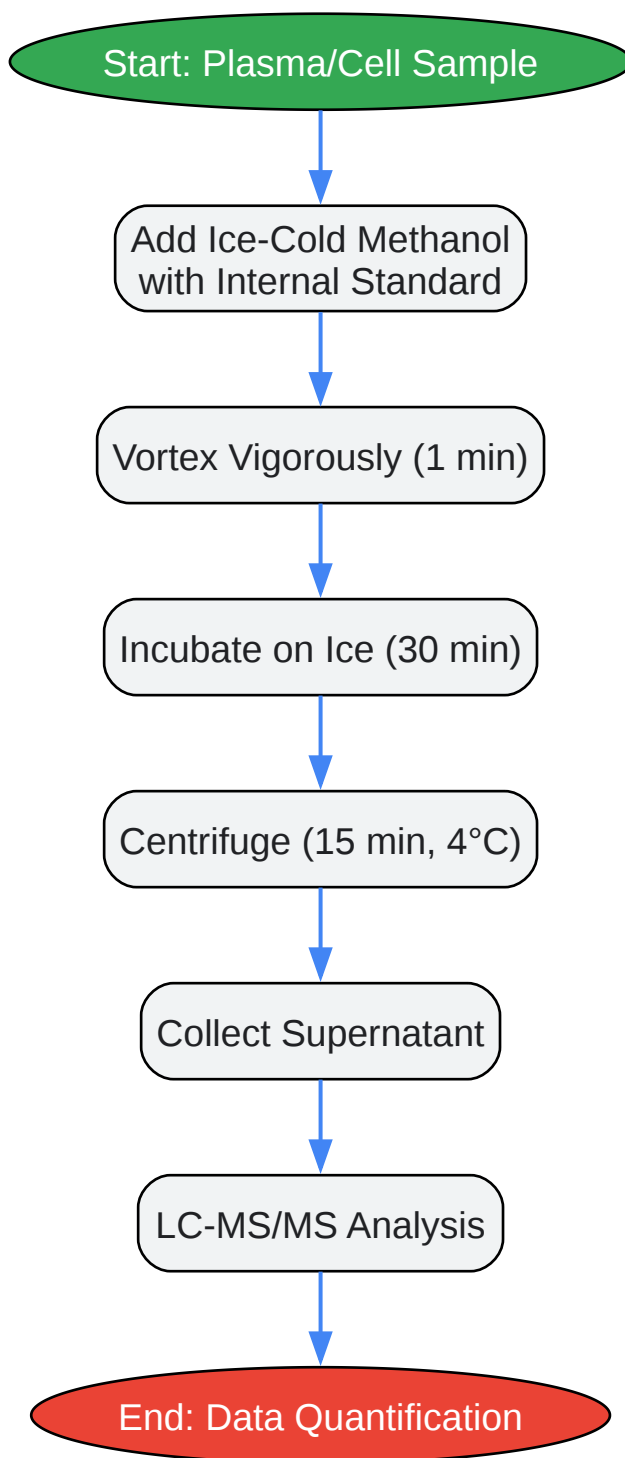 Start: Plasma/Cell Sample
Add Ice-Cold Methanol
with Internal Standard
Vortex Vigorously (1 min)
Incubate on Ice (30 min)
Centrifuge (15 min, 4°C)
Collect Supernatant
LC-MS/MS Analysis
End: Data Quantification